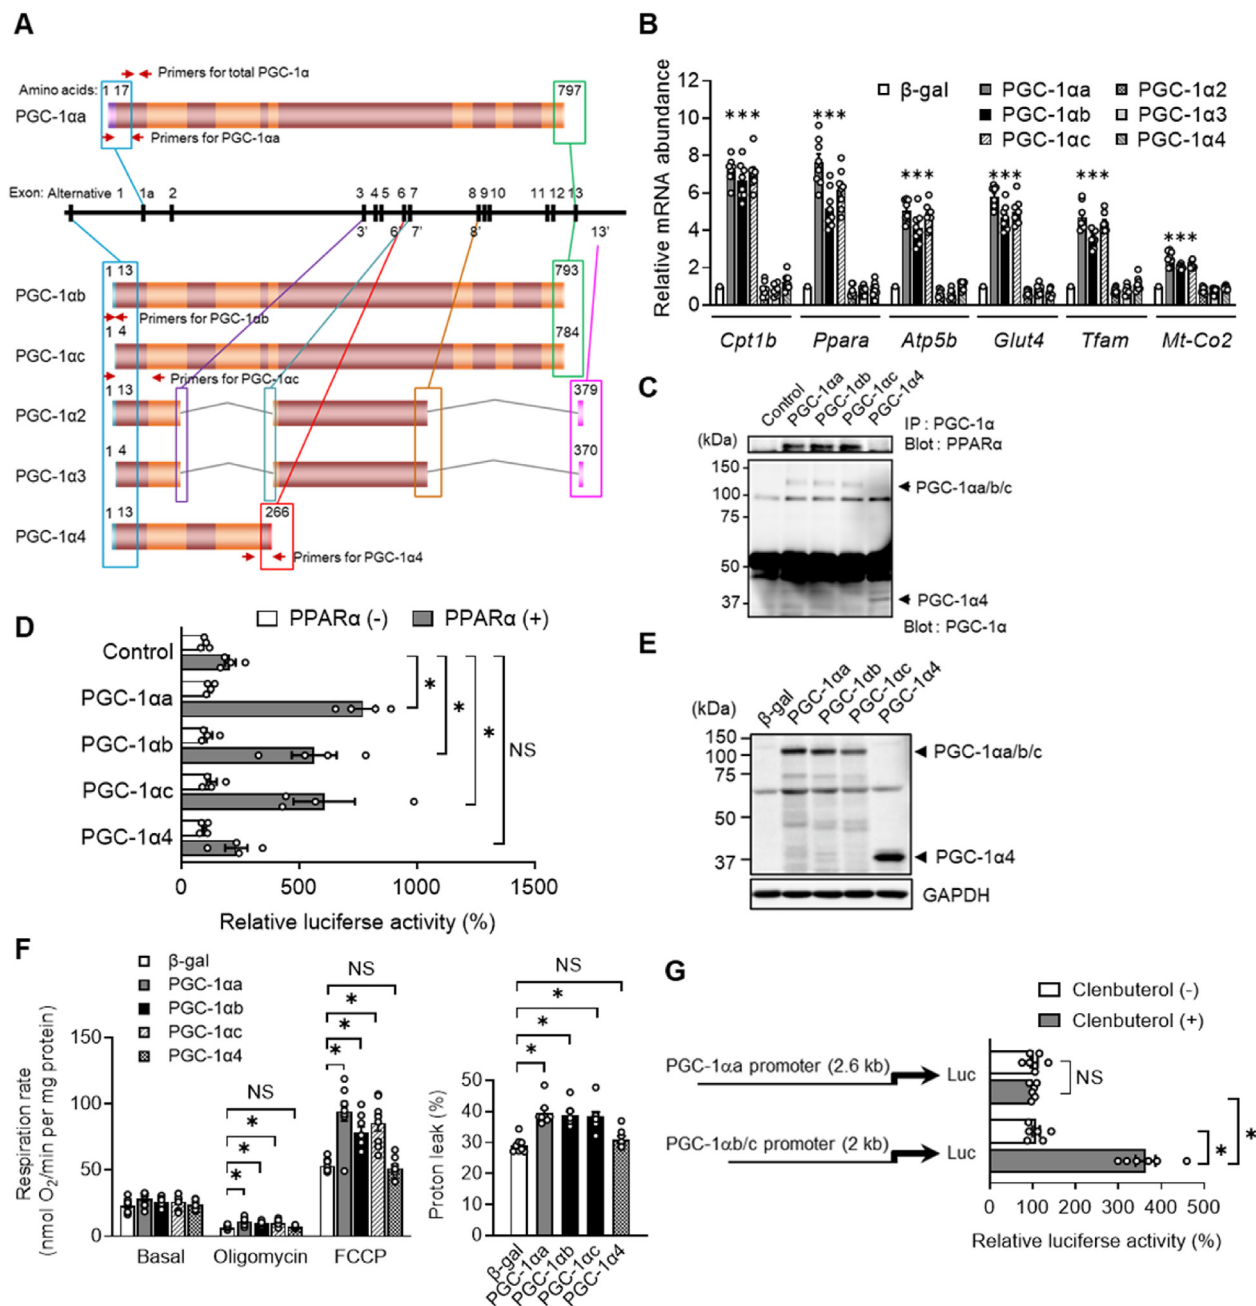 A
Primers for total PGC-1α
Amino acids: 1 17 797
PGC-1αa
Primers for PGC-1αa
Exon: Alternative 1 1a 2 3 4 5 6 7 8 9 10 11 12 13
3' 6' 7' 8' 13'
1 13 793
PGC-1αb
Primers for PGC-1αb
1 4 784
PGC-1αc
Primers for PGC-1αc
1 13 379
PGC-1α2
1 4 370
PGC-1α3
1 13 266
PGC-1α4
Primers for PGC-1α4
B
Relative mRNA abundance
12
10
8
6
4
2
0
β-gal
PGC-1αa
PGC-1αb
PGC-1αc
PGC-1α2
PGC-1α3
PGC-1α4
* * *
* * *
* * *
* * *
* * *
* * *
Cpt1b Ppara Atp5b Glut4 Tfam Mt-Co2
C
Control PGC-1αa PGC-1αb PGC-1αc PGC-1α4
(kDa)
IP : PGC-1α
Blot : PPARα
150
100
50
37
PGC-1αa/b/c
PGC-1α4
Blot : PGC-1α
D
PPARα (-) PPARα (+)
Control
PGC-1αa
PGC-1αb
PGC-1αc
PGC-1α4
* * * NS
0 500 1000 1500
Relative luciferse activity (%)
E
β-gal PGC-1αa PGC-1αb PGC-1αc PGC-1α4
(kDa)
150
100
75
50
37
PGC-1αa/b/c
PGC-1α4
GAPDH
F
β-gal
PGC-1αa
PGC-1αb
PGC-1αc
PGC-1α4
Respiration rate
(nmol O2/min per mg protein)
150
100
50
0
NS
*
*
*
NS
*
*
*
Basal Oligomycin FCCP
Proton leak (%)
50
40
30
20
10
0
NS
*
*
*
β-gal PGC-1αa PGC-1αb PGC-1αc PGC-1α4
G
Clenbuterol (-)
Clenbuterol (+)
PGC-1αa promoter (2.6 kb) Luc
NS
PGC-1αb/c promoter (2 kb) Luc
* *
0 100 200 300 400 500
Relative luciferse activity (%)